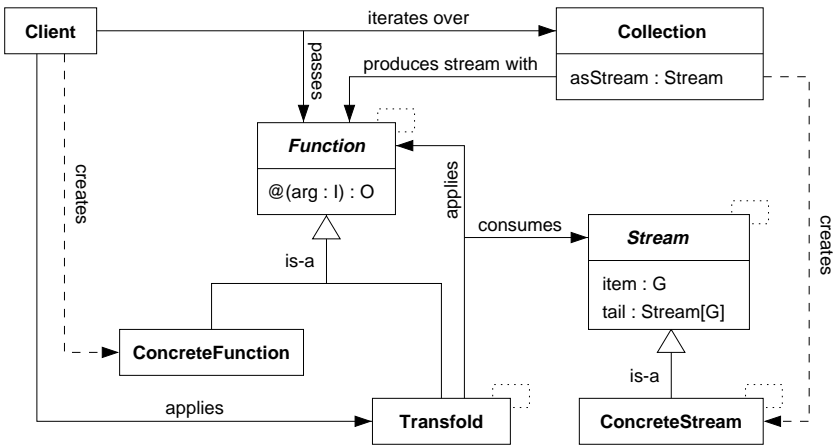 Client
iterates over
Collection
passes
produces stream with
asStream : Stream
Function
@(arg : I) : O
creates
applies
consumes
Stream
creates
is-a
item : G
tail : Stream[G]
ConcreteFunction
is-a
applies
Transfold
ConcreteStream